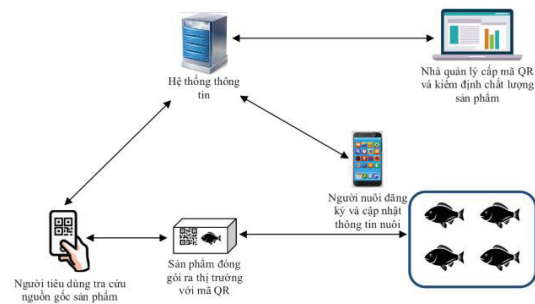 Hệ thống thông
tin
Nhà quản lý cấp mã QR
và kiểm định chất lượng
sản phẩm
Người nuôi đăng
ký và cập nhật
thông tin nuôi
Sản phẩm đóng
gói ra thị trường
với mã QR
Người tiêu dùng tra cứu
nguồn gốc sản phẩm